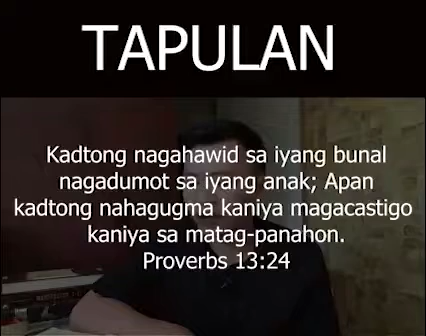 TAPULAN
Kadtong nagahawid sa iyang bunal
nagadumot sa iyang anak; Apan
kadtong nahagugma kaniya magacastigo
kaniya sa matag-panahon.
Proverbs 13:24